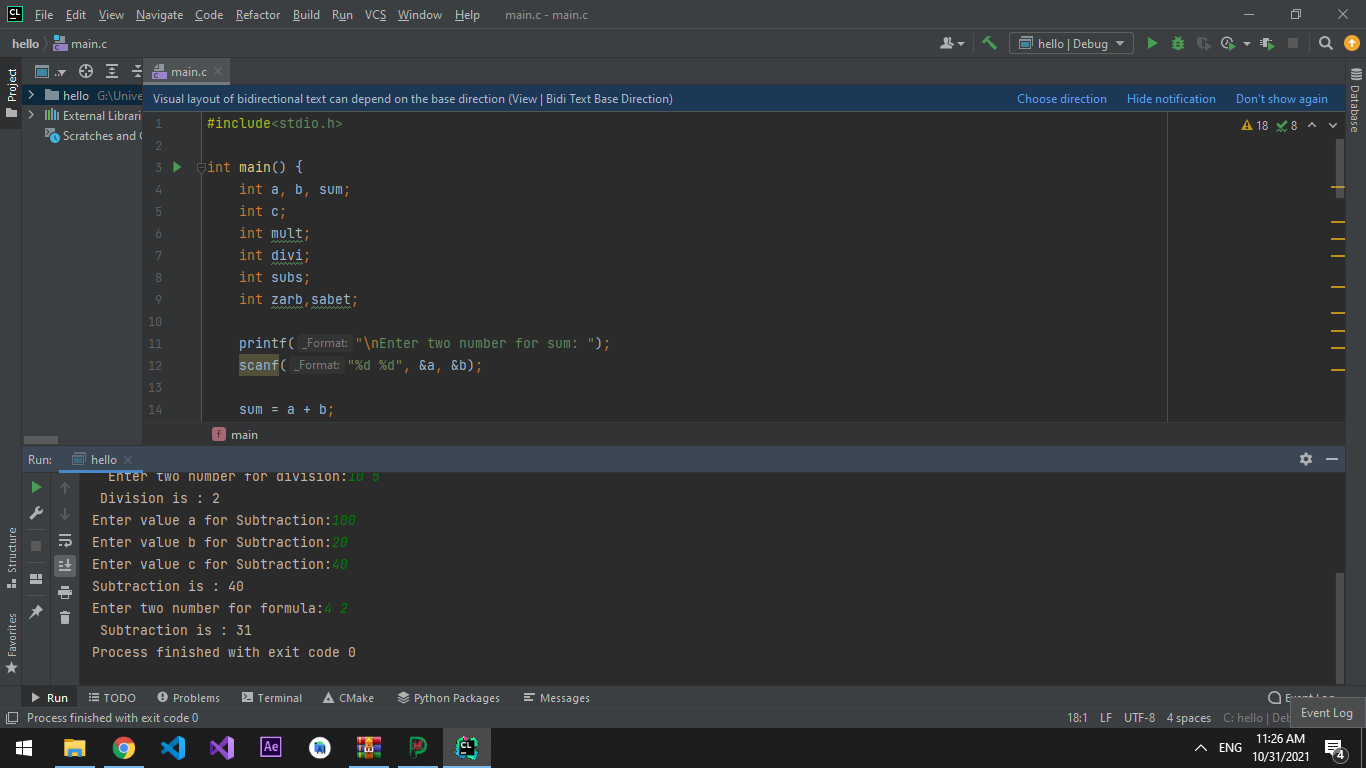 File Edit View Navigate Code Refactor Build Run VCS Window Help main.c - main.c
hello main.c
hello | Debug
Project
main.c
hello G:\Unive
External Librari
Scratches and C
Visual layout of bidirectional text can depend on the base direction (View | Bidi Text Base Direction) Choose direction Hide notification Don't show again
18 8
1 #include<stdio.h>
2
3 int main() {
4 int a, b, sum;
5 int c;
6 int mult;
7 int divi;
8 int subs;
9 int zarb,sabet;
10
11 printf( _Format: "\nEnter two number for sum: ");
12 scanf( _Format: "%d %d", &a, &b);
13
14 sum = a + b;
f main
Database
Run: hello
Enter two number for division:10 5
Division is : 2
Enter value a for Subtraction:100
Enter value b for Subtraction:20
Enter value c for Subtraction:40
Subtraction is : 40
Enter two number for formula:4 2
Subtraction is : 31
Process finished with exit code 0
Structure
Favorites
Run TODO Problems Terminal CMake Python Packages Messages Event Log
Process finished with exit code 0 18:1 LF UTF-8 4 spaces C: hello | Deb
Event Log
CL
Ae
ENG
11:26 AM
10/31/2021
4